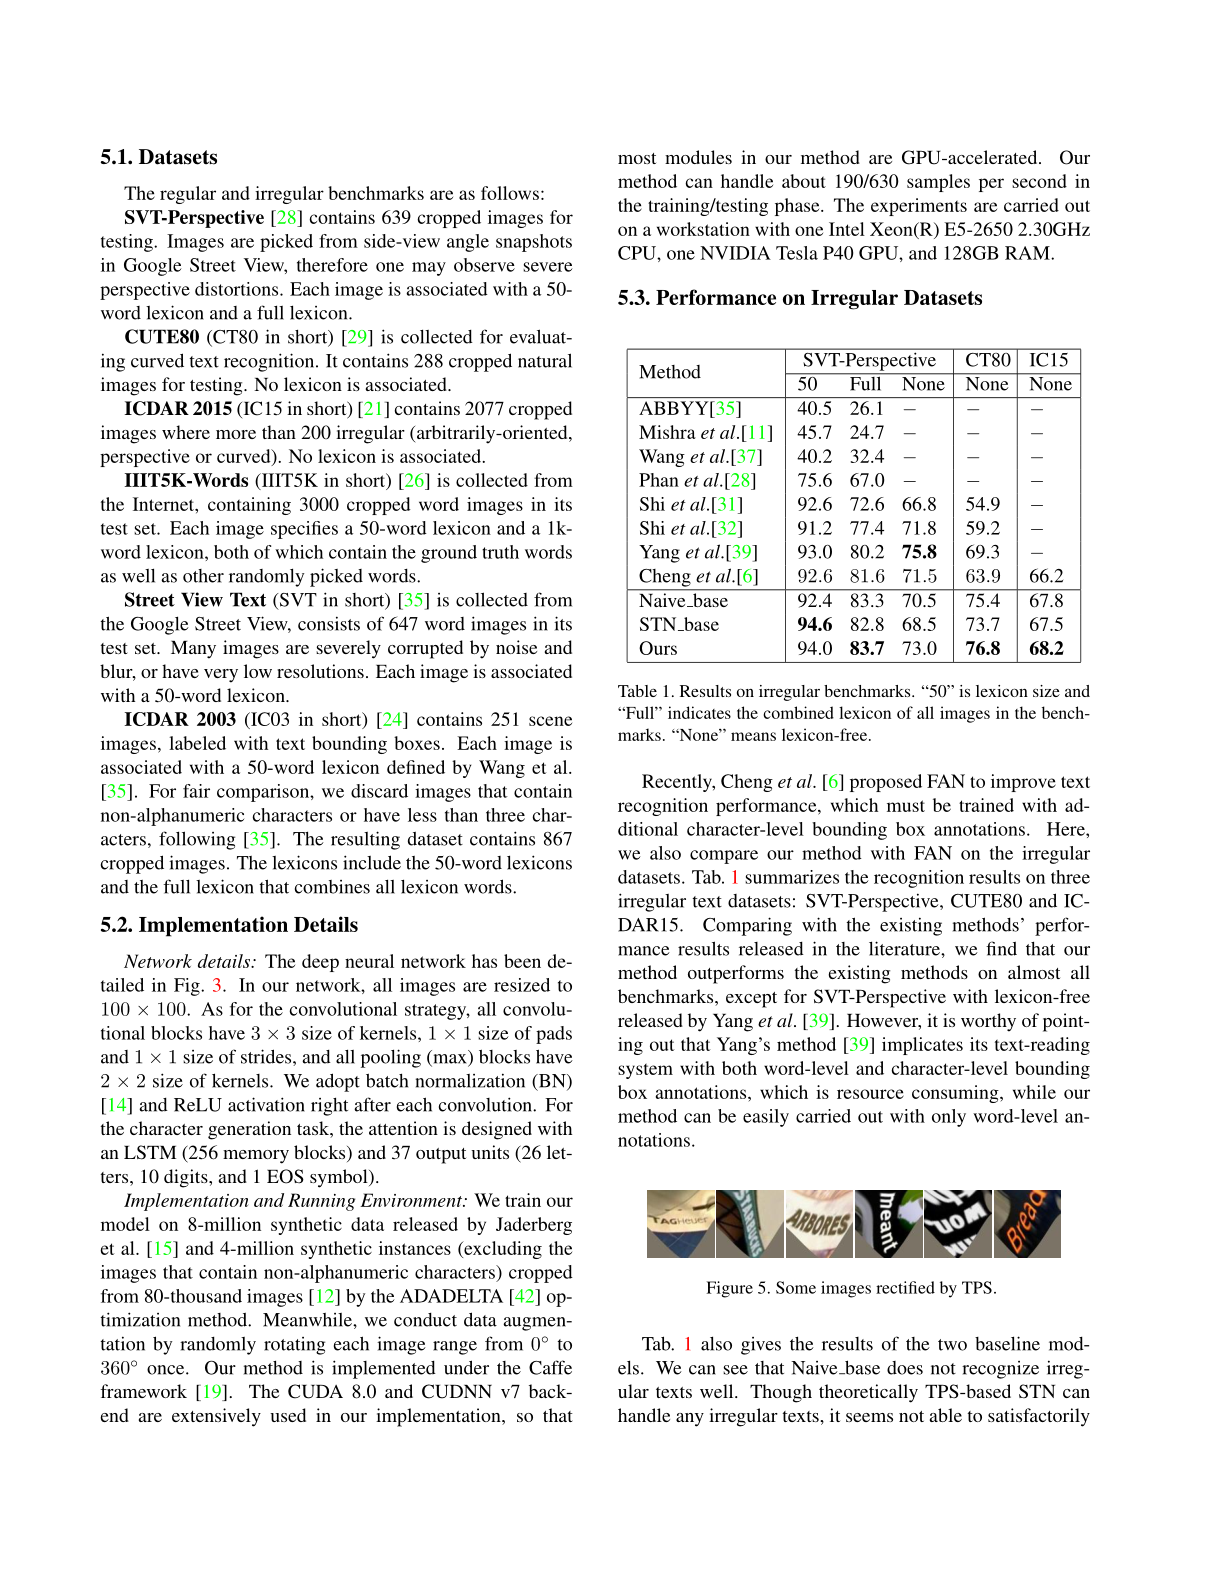 5.1. Datasets
The regular and irregular benchmarks are as follows:
SVT-Perspective [28] contains 639 cropped images for
testing. Images are picked from side-view angle snapshots
in Google Street View, therefore one may observe severe
perspective distortions. Each image is associated with a 50-
word lexicon and a full lexicon.
CUTE80 (CT80 in short) [29] is collected for evaluat-
ing curved text recognition. It contains 288 cropped natural
images for testing. No lexicon is associated.
ICDAR 2015 (IC15 in short) [21] contains 2077 cropped
images where more than 200 irregular (arbitrarily-oriented,
perspective or curved). No lexicon is associated.
IIIT5K-Words (IIIT5K in short) [26] is collected from
the Internet, containing 3000 cropped word images in its
test set. Each image specifies a 50-word lexicon and a 1k-
word lexicon, both of which contain the ground truth words
as well as other randomly picked words.
Street View Text (SVT in short) [35] is collected from
the Google Street View, consists of 647 word images in its
test set. Many images are severely corrupted by noise and
blur, or have very low resolutions. Each image is associated
with a 50-word lexicon.
ICDAR 2003 (IC03 in short) [24] contains 251 scene
images, labeled with text bounding boxes. Each image is
associated with a 50-word lexicon defined by Wang et al.
[35]. For fair comparison, we discard images that contain
non-alphanumeric characters or have less than three char-
acters, following [35]. The resulting dataset contains 867
cropped images. The lexicons include the 50-word lexicons
and the full lexicon that combines all lexicon words.
5.2. Implementation Details
Network details: The deep neural network has been de-
tailed in Fig. 3. In our network, all images are resized to
100 × 100. As for the convolutional strategy, all convolu-
tional blocks have 3 × 3 size of kernels, 1 × 1 size of pads
and 1 × 1 size of strides, and all pooling (max) blocks have
2 × 2 size of kernels. We adopt batch normalization (BN)
[14] and ReLU activation right after each convolution. For
the character generation task, the attention is designed with
an LSTM (256 memory blocks) and 37 output units (26 let-
ters, 10 digits, and 1 EOS symbol).
Implementation and Running Environment: We train our
model on 8-million synthetic data released by Jaderberg
et al. [15] and 4-million synthetic instances (excluding the
images that contain non-alphanumeric characters) cropped
from 80-thousand images [12] by the ADADELTA [42] op-
timization method. Meanwhile, we conduct data augmen-
tation by randomly rotating each image range from 0° to
360° once. Our method is implemented under the Caffe
framework [19]. The CUDA 8.0 and CUDNN v7 back-
end are extensively used in our implementation, so that
most modules in our method are GPU-accelerated. Our
method can handle about 190/630 samples per second in
the training/testing phase. The experiments are carried out
on a workstation with one Intel Xeon(R) E5-2650 2.30GHz
CPU, one NVIDIA Tesla P40 GPU, and 128GB RAM.
5.3. Performance on Irregular Datasets
Method SVT-Perspective CT80 IC15
50 Full None None None
ABBYY[35] 40.5 26.1 – – –
Mishra et al.[11] 45.7 24.7 – – –
Wang et al.[37] 40.2 32.4 – – –
Phan et al.[28] 75.6 67.0 – – –
Shi et al.[31] 92.6 72.6 66.8 54.9 –
Shi et al.[32] 91.2 77.4 71.8 59.2 –
Yang et al.[39] 93.0 80.2 75.8 69.3 –
Cheng et al.[6] 92.6 81.6 71.5 63.9 66.2
Naive_base 92.4 83.3 70.5 75.4 67.8
STN_base 94.6 82.8 68.5 73.7 67.5
Ours 94.0 83.7 73.0 76.8 68.2
Table 1. Results on irregular benchmarks. “50” is lexicon size and
“Full” indicates the combined lexicon of all images in the bench-
marks. “None” means lexicon-free.
Recently, Cheng et al. [6] proposed FAN to improve text
recognition performance, which must be trained with ad-
ditional character-level bounding box annotations. Here,
we also compare our method with FAN on the irregular
datasets. Tab. 1 summarizes the recognition results on three
irregular text datasets: SVT-Perspective, CUTE80 and IC-
DAR15. Comparing with the existing methods’ perfor-
mance results released in the literature, we find that our
method outperforms the existing methods on almost all
benchmarks, except for SVT-Perspective with lexicon-free
released by Yang et al. [39]. However, it is worthy of point-
ing out that Yang’s method [39] implicates its text-reading
system with both word-level and character-level bounding
box annotations, which is resource consuming, while our
method can be easily carried out with only word-level an-
notations.
TAGHeuer STARBUCKS ARBORES meant Bread
Figure 5. Some images rectified by TPS.
Tab. 1 also gives the results of the two baseline mod-
els. We can see that Naive_base does not recognize irreg-
ular texts well. Though theoretically TPS-based STN can
handle any irregular texts, it seems not able to satisfactorily